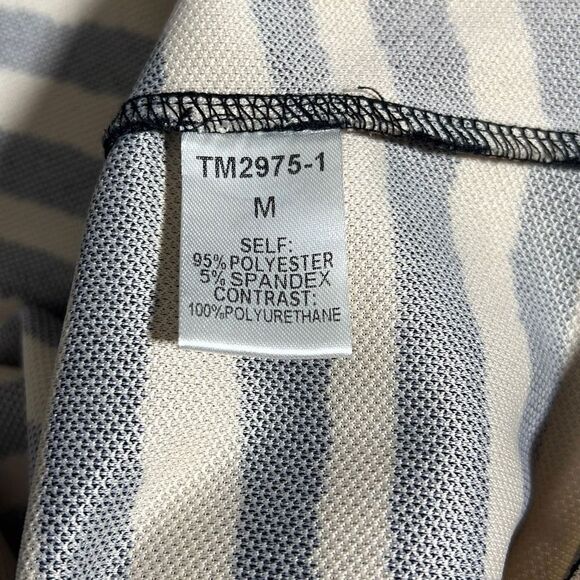 TM2975-1
M
SELF:
95% POLYESTER
5% SPANDEX
CONTRAST:
100%POLYURETHANE